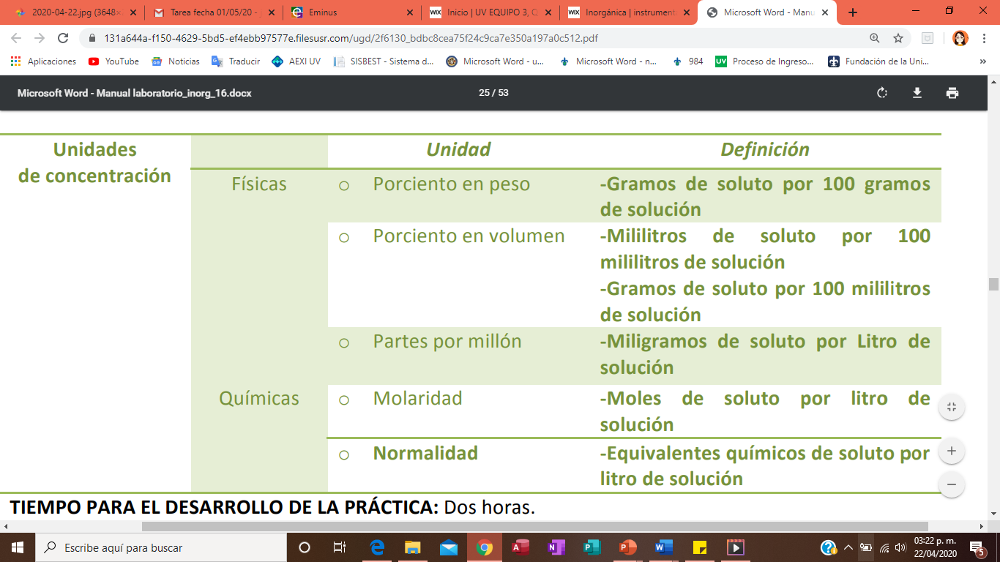 2020-04-22.jpg (3648×
Tarea fecha 01/05/20 -
Eminus
Inicio | UV EQUIPO 3, Q
Inorgánica | instrument
Microsoft Word - Manu
131a644a-f150-4629-5bd5-ef4ebb97577e.filesusr.com/ugd/2f6130_bdbc8cea75f24c9ca7e350a197a0c512.pdf
Aplicaciones
YouTube
Noticias
Traducir
AEXI UV
SISBEST - Sistema d...
Microsoft Word - u...
Microsoft Word - n...
984
Proceso de Ingreso...
Fundación de la Uni...
Microsoft Word - Manual laboratorio_inorg_16.docx
25 / 53
Unidades
de concentración
Unidad
Definición
Físicas
o Porciento en peso
-Gramos de soluto por 100 gramos
de solución
o Porciento en volumen
-Mililitros de soluto por 100
mililitros de solución
-Gramos de soluto por 100 mililitros
de solución
o Partes por millón
-Miligramos de soluto por Litro de
solución
Químicas
o Molaridad
-Moles de soluto por litro de
solución
o Normalidad
-Equivalentes químicos de soluto por
litro de solución
TIEMPO PARA EL DESARROLLO DE LA PRÁCTICA: Dos horas.
Escribe aquí para buscar
03:22 p. m.
22/04/2020
5